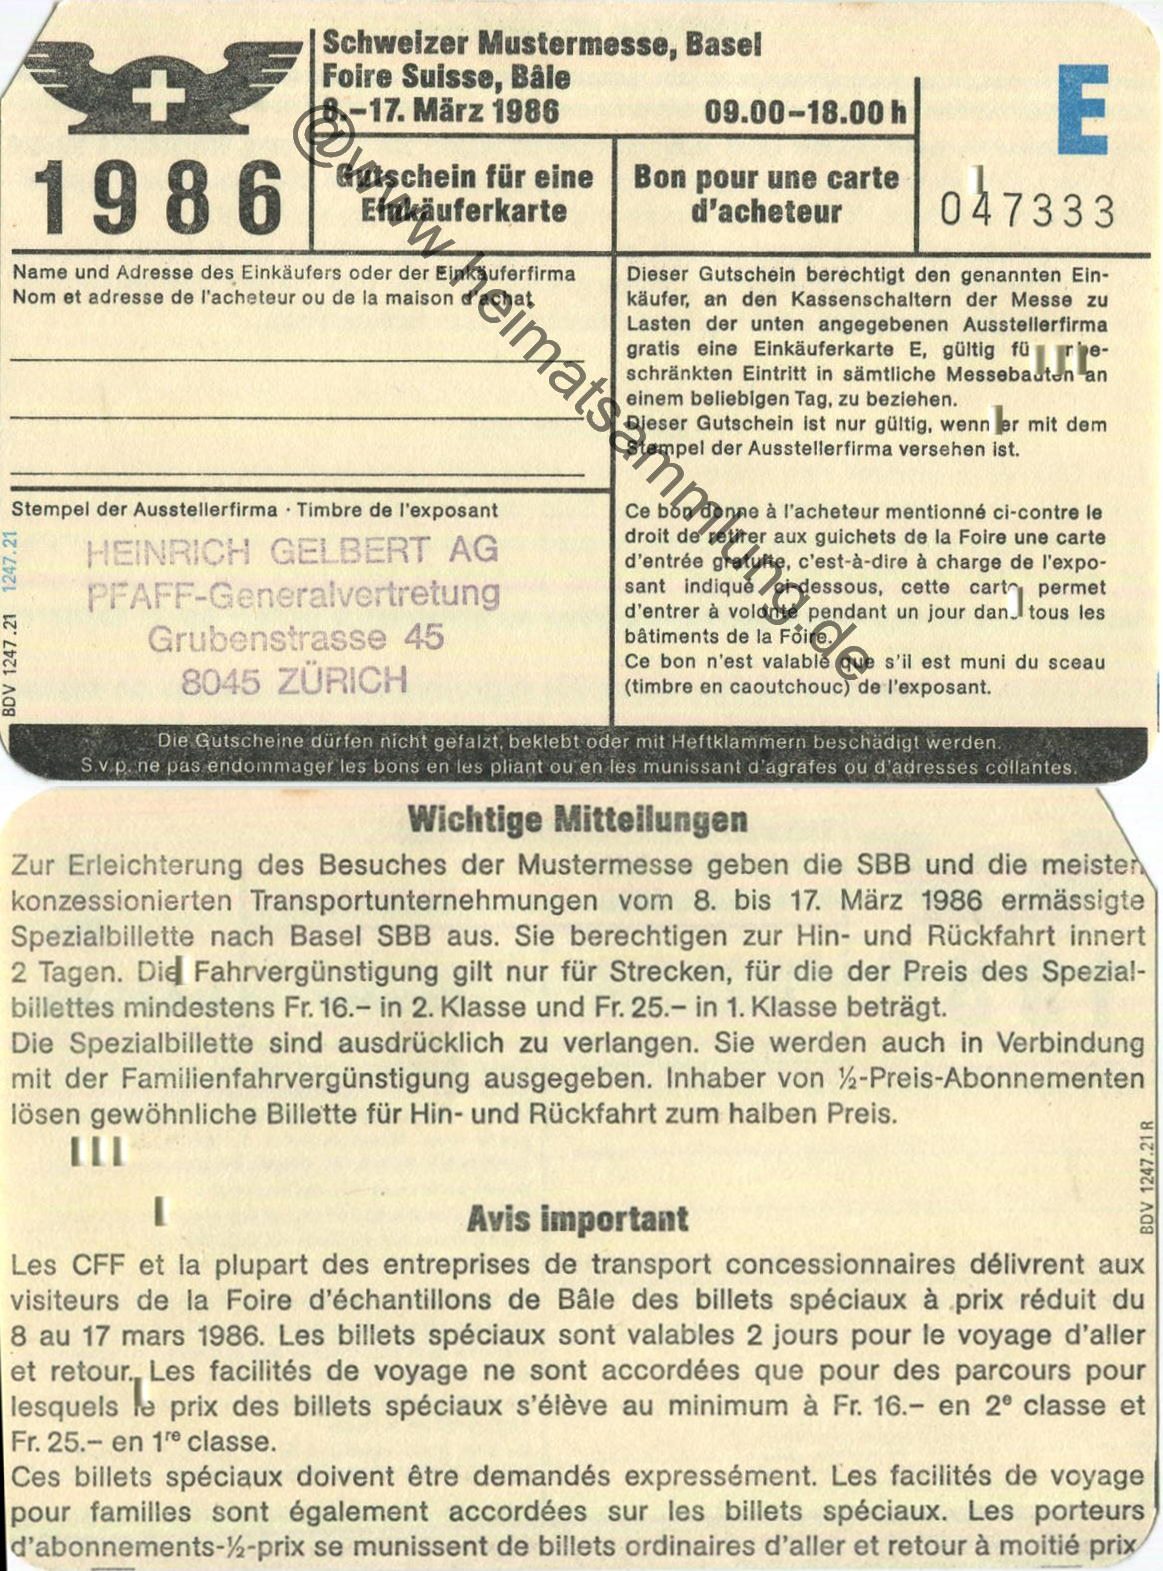 Schweizer Mustermesse, Basel
Foire Suisse, Bâle
8.–17. März 1986 09.00–18.00 h
E
1986
Gutschein für eine
Einkäuferkarte
Bon pour une carte
d'acheteur
047333
Name und Adresse des Einkäufers oder der Einkäuferfirma
Nom et adresse de l'acheteur ou de la maison d'achat
Stempel der Ausstellerfirma · Timbre de l'exposant
HEINRICH GELBERT AG
PFAFF-Generalvertretung
Grubenstrasse 45
8045 ZÜRICH
BDV 1247.21 1247.21
Dieser Gutschein berechtigt den genannten Ein-
käufer, an den Kassenschaltern der Messe zu
Lasten der unten angegebenen Ausstellerfirma
gratis eine Einkäuferkarte E, gültig für unbe-
schränkten Eintritt in sämtliche Messebauten an
einem beliebigen Tag, zu beziehen.
Dieser Gutschein ist nur gültig, wenn er mit dem
Stempel der Ausstellerfirma versehen ist.
Ce bon donne à l'acheteur mentionné ci-contre le
droit de retirer aux guichets de la Foire une carte
d'entrée gratuite, c'est-à-dire à charge de l'expo-
sant indiqué ci-dessous, cette carte permet
d'entrer à volonté pendant un jour dans tous les
bâtiments de la Foire.
Ce bon n'est valable que s'il est muni du sceau
(timbre en caoutchouc) de l'exposant.
Die Gutscheine dürfen nicht gefalzt, beklebt oder mit Heftklammern beschädigt werden.
S.v.p. ne pas endommager les bons en les pliant ou en les munissant d'agrafes ou d'adresses collantes.
@www.heimatsammlung.de
Wichtige Mitteilungen
Zur Erleichterung des Besuches der Mustermesse geben die SBB und die meisten
konzessionierten Transportunternehmungen vom 8. bis 17. März 1986 ermässigte
Spezialbillette nach Basel SBB aus. Sie berechtigen zur Hin- und Rückfahrt innert
2 Tagen. Die Fahrvergünstigung gilt nur für Strecken, für die der Preis des Spezial-
billettes mindestens Fr. 16.– in 2. Klasse und Fr. 25.– in 1. Klasse beträgt.
Die Spezialbillette sind ausdrücklich zu verlangen. Sie werden auch in Verbindung
mit der Familienfahrvergünstigung ausgegeben. Inhaber von ½-Preis-Abonnementen
lösen gewöhnliche Billette für Hin- und Rückfahrt zum halben Preis.
BDV 1247.21 R
Avis important
Les CFF et la plupart des entreprises de transport concessionnaires délivrent aux
visiteurs de la Foire d'échantillons de Bâle des billets spéciaux à prix réduit du
8 au 17 mars 1986. Les billets spéciaux sont valables 2 jours pour le voyage d'aller
et retour. Les facilités de voyage ne sont accordées que pour des parcours pour
lesquels le prix des billets spéciaux s'élève au minimum à Fr. 16.– en 2e classe et
Fr. 25.– en 1re classe.
Ces billets spéciaux doivent être demandés expressément. Les facilités de voyage
pour familles sont également accordées sur les billets spéciaux. Les porteurs
d'abonnements-½-prix se munissent de billets ordinaires d'aller et retour à moitié prix